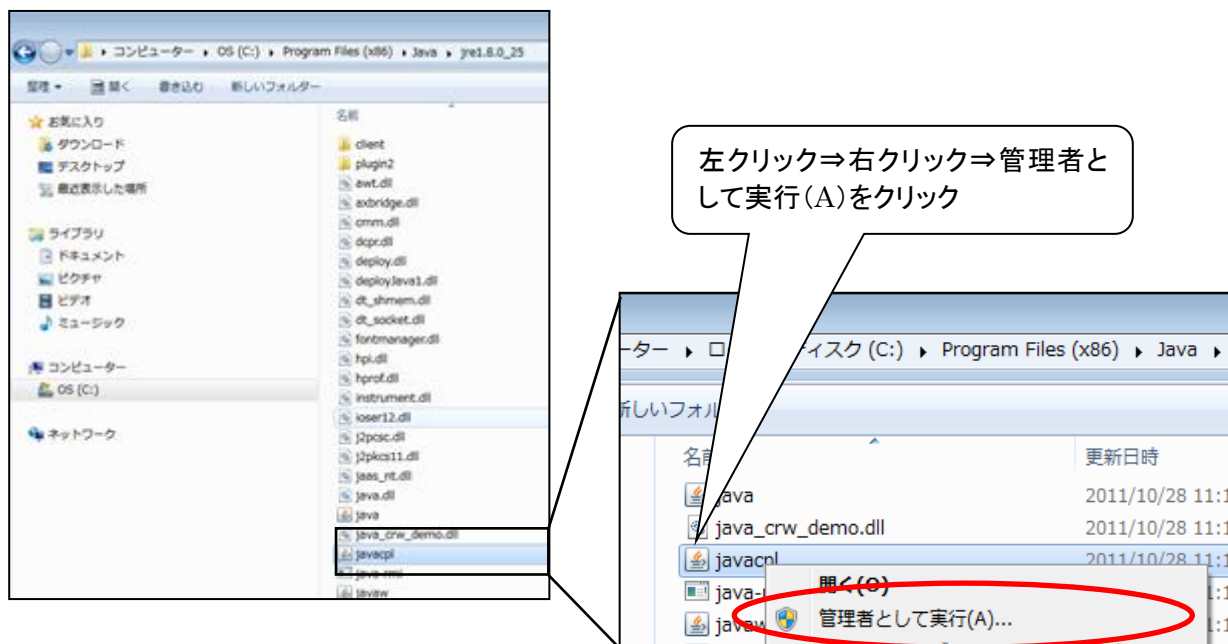 コンピューター ▸ OS (C:) ▸ Program Files (x86) ▸ Java ▸ jre1.8.0_25
整理 開く 書き込む 新しいフォルダー
お気に入り
ダウンロード
デスクトップ
最近表示した場所
ライブラリ
ドキュメント
ピクチャ
ビデオ
ミュージック
コンピューター
OS (C:)
ネットワーク
名前
client
plugin2
awt.dll
axbridge.dll
cmm.dll
dcpr.dll
deploy.dll
deployJava1.dll
dt_shmem.dll
dt_socket.dll
fontmanager.dll
hpi.dll
hprof.dll
instrument.dll
ioser12.dll
j2pcsc.dll
j2pkcs11.dll
jaas_nt.dll
java.dll
java
java_crw_demo.dll
javacpl
java-rmi
javaw
左クリック⇒右クリック⇒管理者と
して実行(A)をクリック
ーター ▸ ロ ィスク (C:) ▸ Program Files (x86) ▸ Java ▸
新しいフォル
名前 更新日時
java 2011/10/28 11:1
java_crw_demo.dll 2011/10/28 11:1
javacpl 2011/10/28 11:1
java-
開く(O)
javaw
管理者として実行(A)...